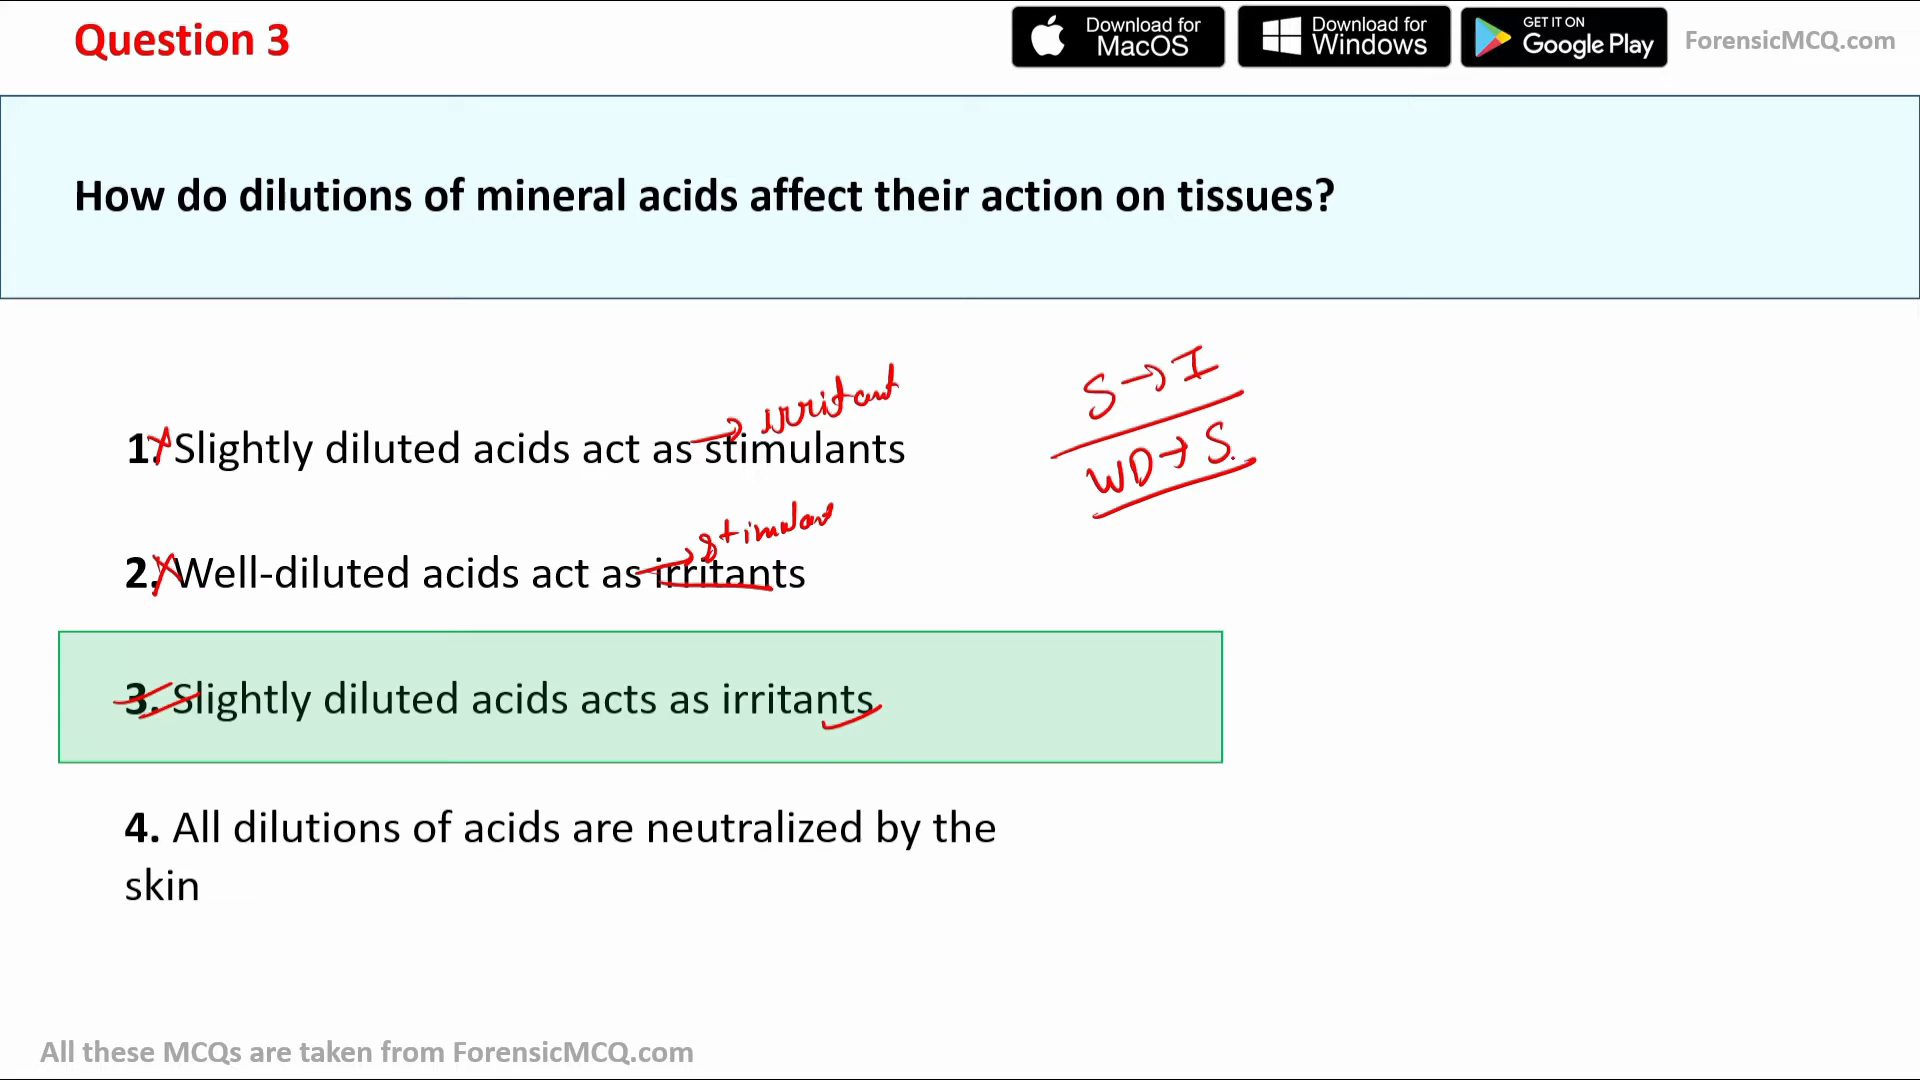 Question 3
Download for MacOS
Download for Windows
GET IT ON Google Play
ForensicMCQ.com
How do dilutions of mineral acids affect their action on tissues?
irritant
S → I
1. Slightly diluted acids act as stimulants
WD → S.
stimulant
2. Well-diluted acids act as irritants
3. Slightly diluted acids acts as irritants
4. All dilutions of acids are neutralized by the
skin
All these MCQs are taken from ForensicMCQ.com